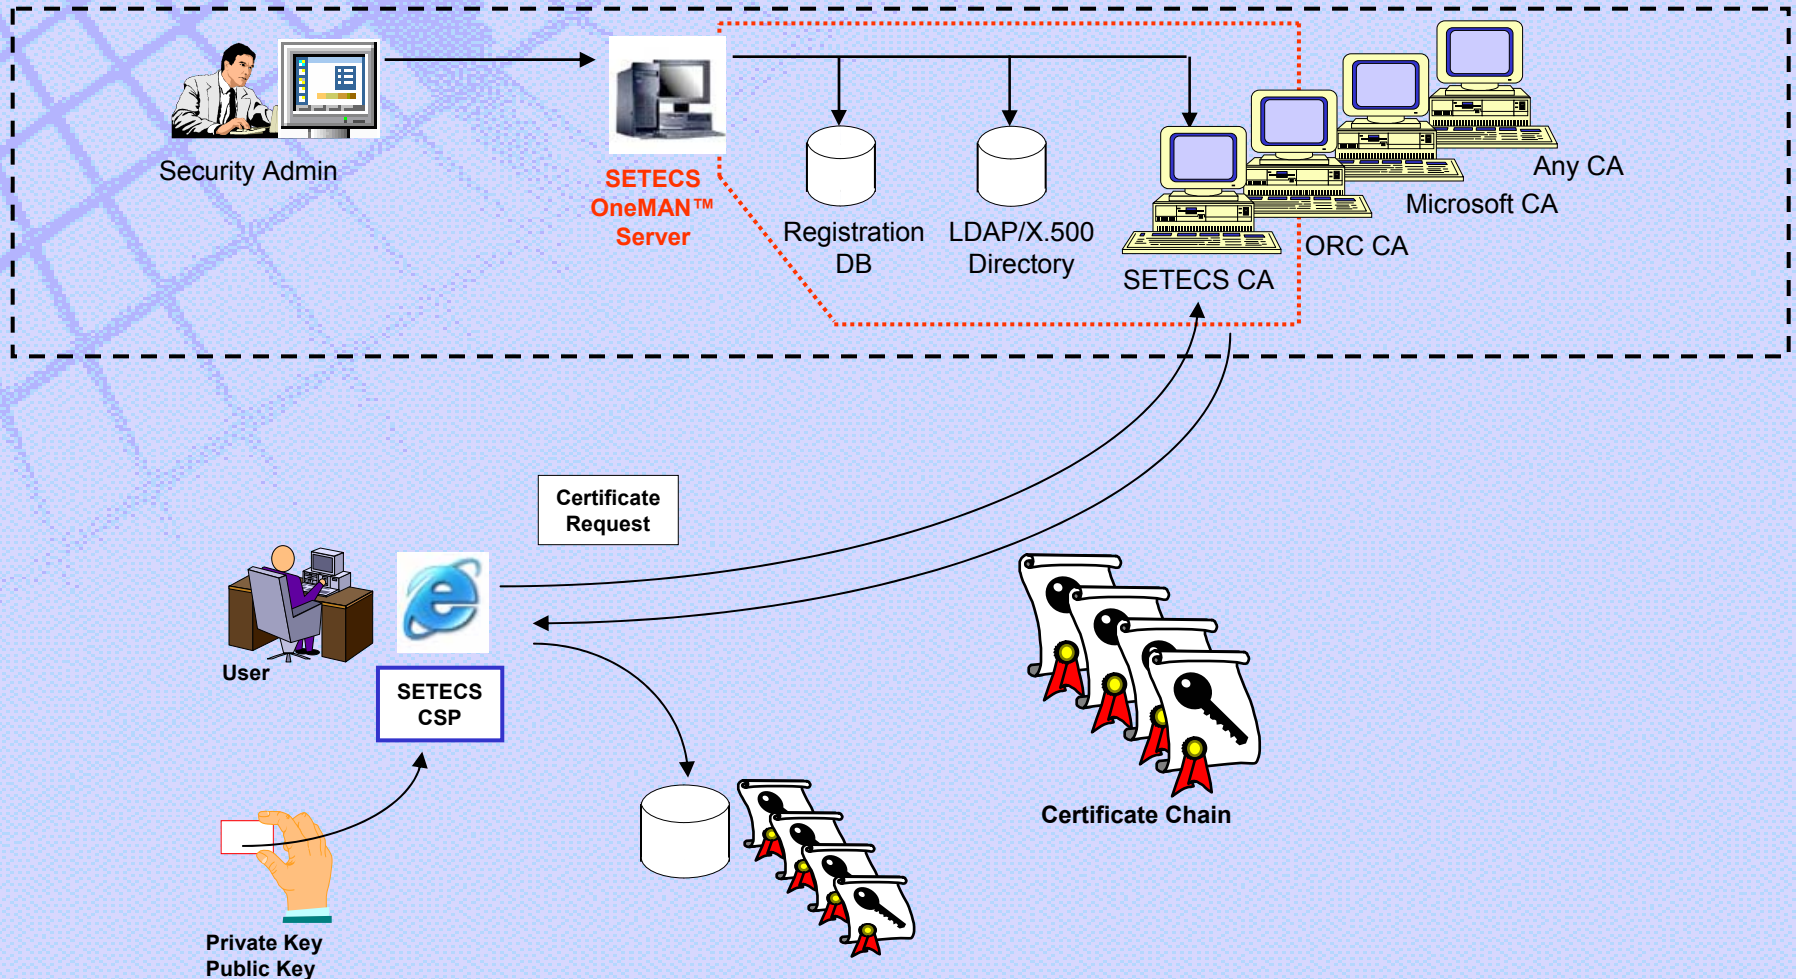 Security Admin
SETECS
OneMAN™
Server
Registration
DB
LDAP/X.500
Directory
SETECS CA
ORC CA
Microsoft CA
Any CA
Certificate
Request
User
SETECS
CSP
Certificate Chain
Private Key
Public Key